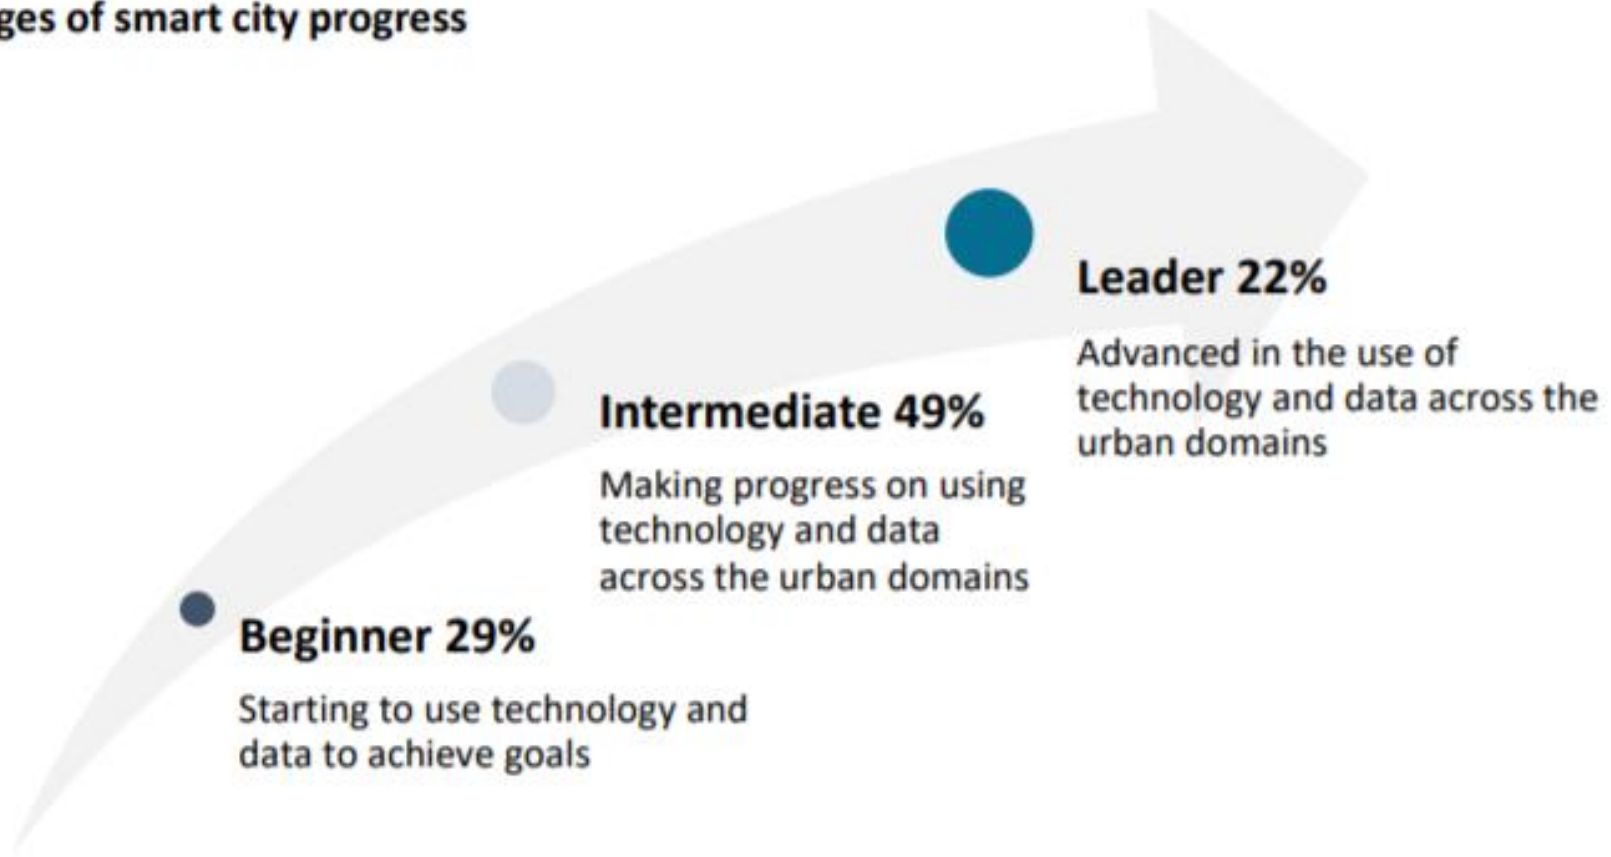 ges of smart city progress
Leader 22%
Advanced in the use of
technology and data across the
urban domains
Intermediate 49%
Making progress on using
technology and data
across the urban domains
Beginner 29%
Starting to use technology and
data to achieve goals